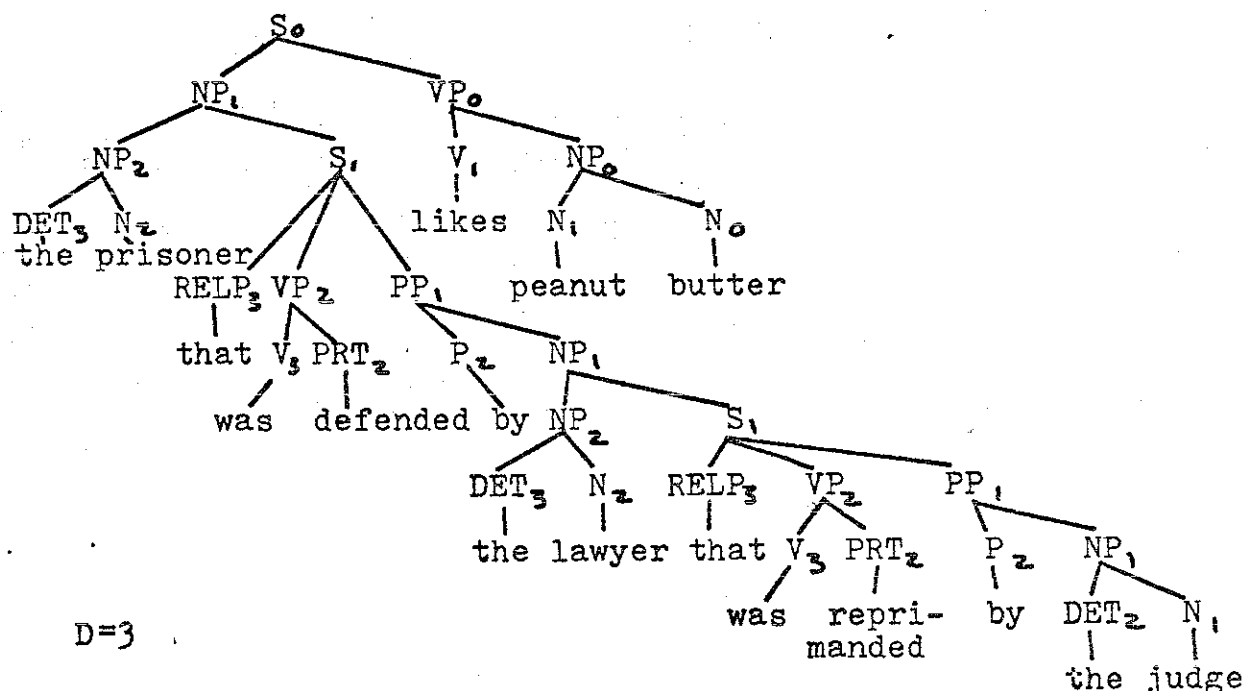 S₀
NP₁ VP₀
NP₂ S₁ V₁ NP₀
DET₃ N₂ likes N₁ N₀
the prisoner
RELP₃ VP₂ PP₁ peanut butter
that V₃ PRT₂ P₂ NP₁
was defended by NP₂ S₁
DET₃ N₂ RELP₃ VP₂ PP₁
the lawyer that V₃ PRT₂ P₂ NP₁
was repri- by DET₂ N₁
D=3 manded
the judge